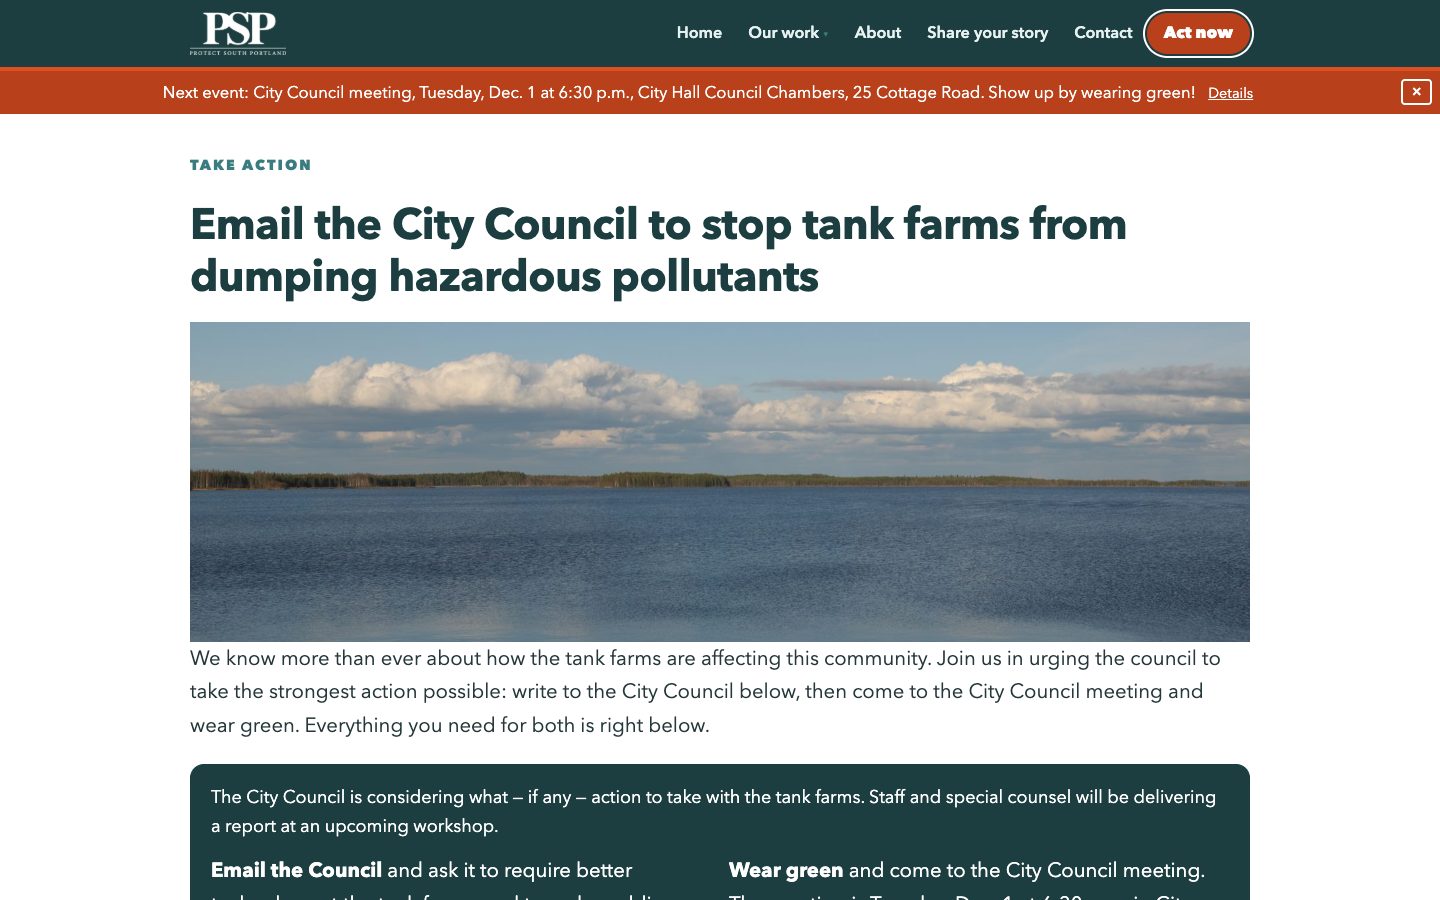 PSP
PROTECT SOUTH PORTLAND
Home
Our work
About
Share your story
Contact
Act now
Next event: City Council meeting, Tuesday, Dec. 1 at 6:30 p.m., City Hall Council Chambers, 25 Cottage Road. Show up by wearing green! Details
×
TAKE ACTION
Email the City Council to stop tank farms from
dumping hazardous pollutants
We know more than ever about how the tank farms are affecting this community. Join us in urging the council to
take the strongest action possible: write to the City Council below, then come to the City Council meeting and
wear green. Everything you need for both is right below.
The City Council is considering what – if any – action to take with the tank farms. Staff and special counsel will be delivering
a report at an upcoming workshop.
Email the Council and ask it to require better
Wear green and come to the City Council meeting.